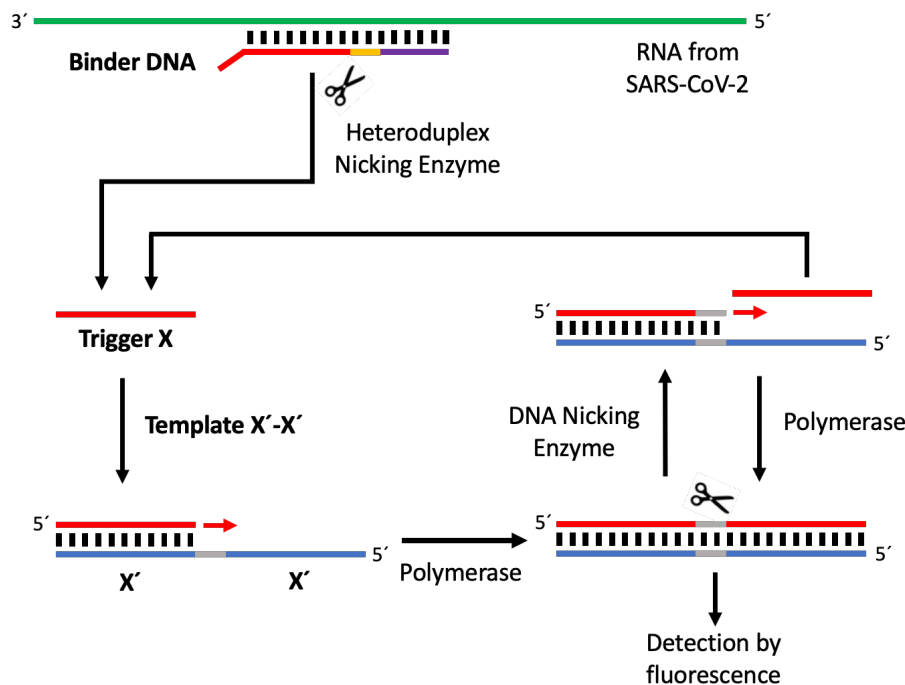 3´
5´
Binder DNA
RNA from
SARS-CoV-2
Heteroduplex
Nicking Enzyme
Trigger X
5´
5´
Template X´-X´
DNA Nicking
Enzyme
Polymerase
5´
5´
X´
X´
Polymerase
5´
5´
Detection by
fluorescence